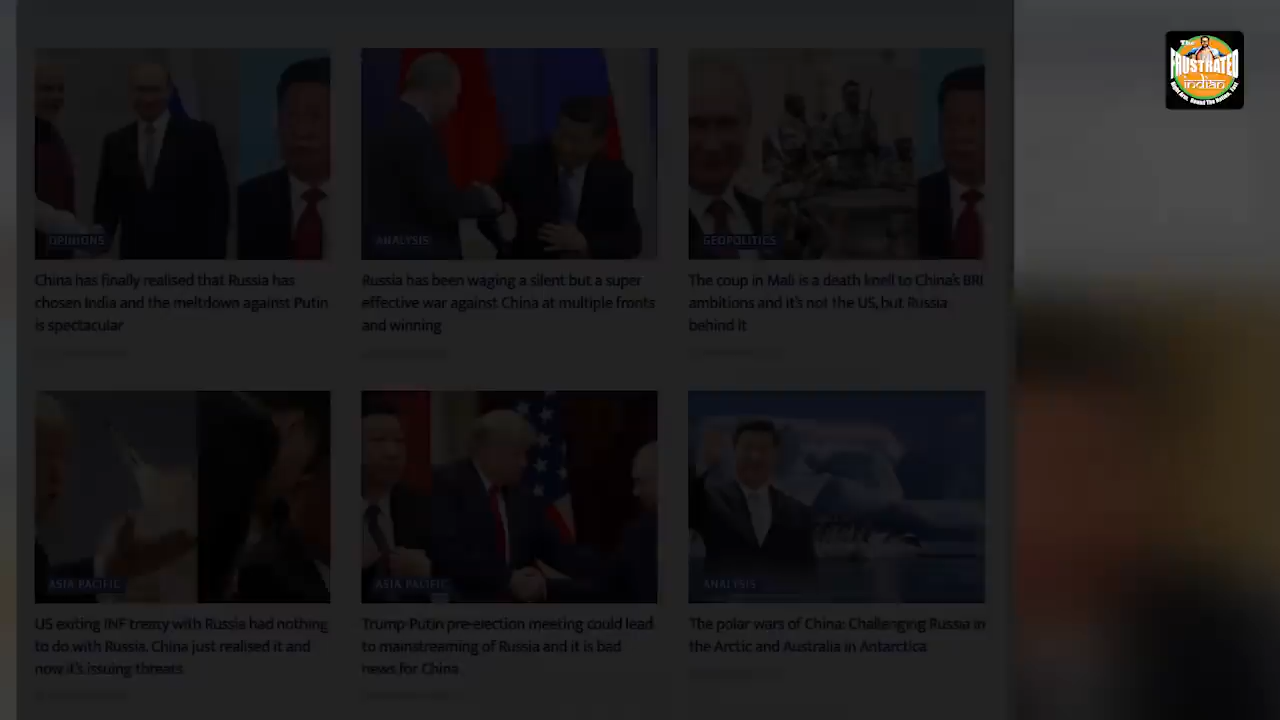 The
FRUSTRATED
indian
OPINIONS
ANALYSIS
GEOPOLITICS
China has finally realised that Russia has
chosen India and the meltdown against Putin
is spectacular
Russia has been waging a silent but a super
effective war against China at multiple fronts
and winning
The coup in Mali is a death knell to China's BRI
ambitions and it's not the US, but Russia
behind it
ASIA PACIFIC
ASIA PACIFIC
ANALYSIS
US exiting INF treaty with Russia had nothing
to do with Russia. China just realised it and
now it's issuing threats
Trump-Putin pre-election meeting could lead
to mainstreaming of Russia and it is bad
news for China
The polar wars of China: Challenging Russia in
the Arctic and Australia in Antarctica